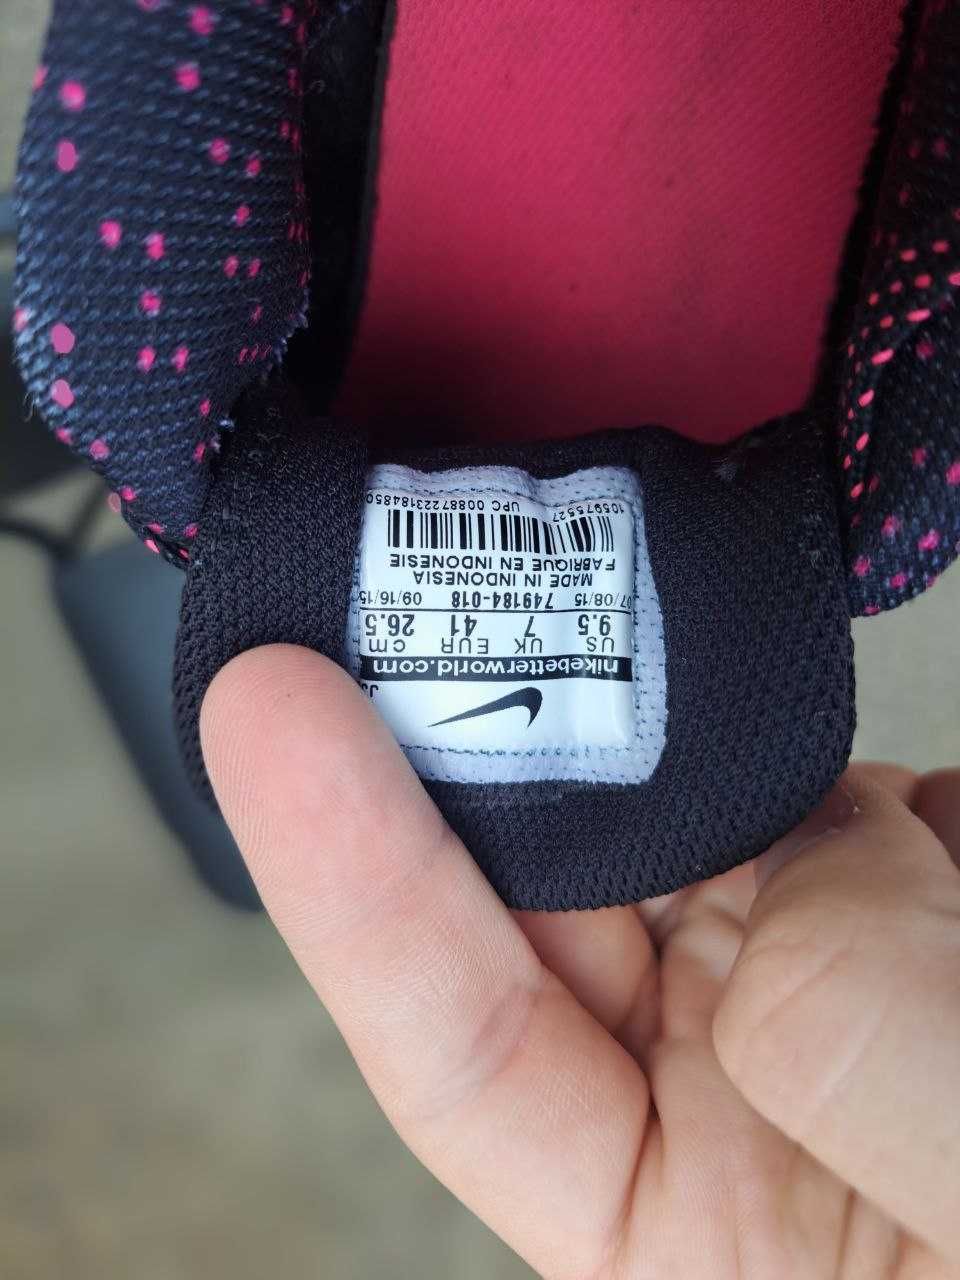 nikebetterworld.com
US UK EUR cm
9.5 7 41 26.5
07/08/15 749184-018 09/16/15
MADE IN INDONESIA
FABRIQUE EN INDONESIE
105975527 UPC 00887223184850